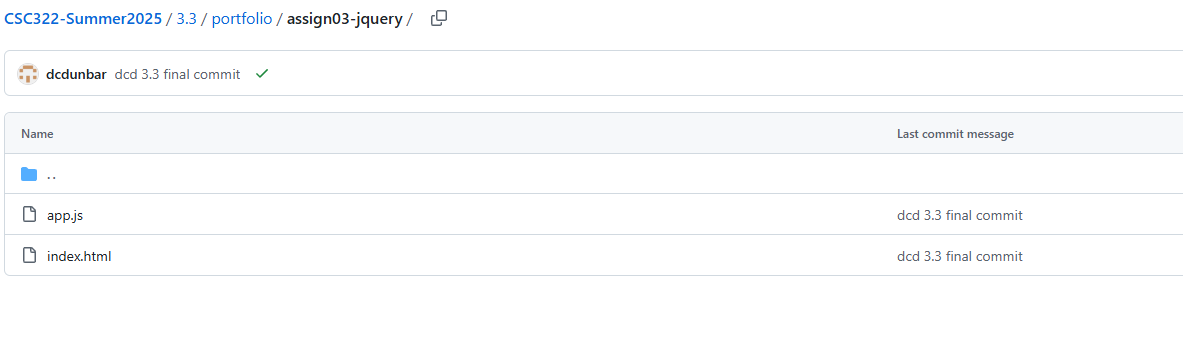 CSC322-Summer2025 / 3.3 / portfolio / assign03-jquery /
dcdunbar dcd 3.3 final commit
Name Last commit message
..
app.js dcd 3.3 final commit
index.html dcd 3.3 final commit